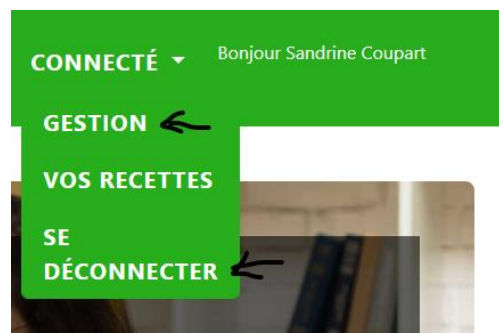 CONNECTÉ Bonjour Sandrine Coupart
GESTION
VOS RECETTES
SE
DÉCONNECTER